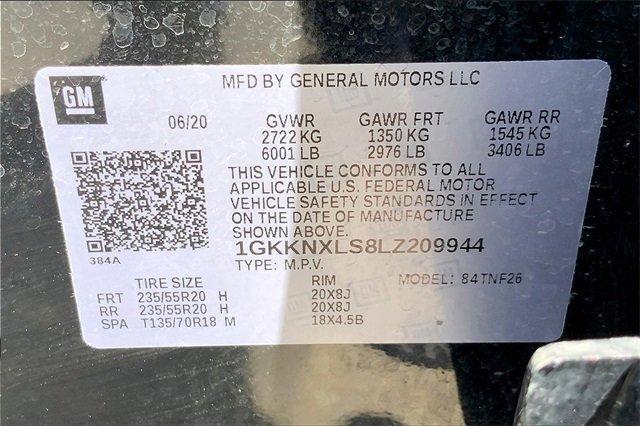 MFD BY GENERAL MOTORS LLC
GM
06/20 GVWR GAWR FRT GAWR RR
2722 KG 1350 KG 1545 KG
6001 LB 2976 LB 3406 LB
THIS VEHICLE CONFORMS TO ALL
APPLICABLE U.S. FEDERAL MOTOR
VEHICLE SAFETY STANDARDS IN EFFECT
ON THE DATE OF MANUFACTURE
SHOWN ABOVE.
1GKKNXLS8LZ209944
384A
TYPE: M.P.V.
TIRE SIZE RIM MODEL: 84TNF26
FRT 235/55R20 H 20X8J
RR 235/55R20 H 20X8J
SPA T135/70R18 M 18X4.5B